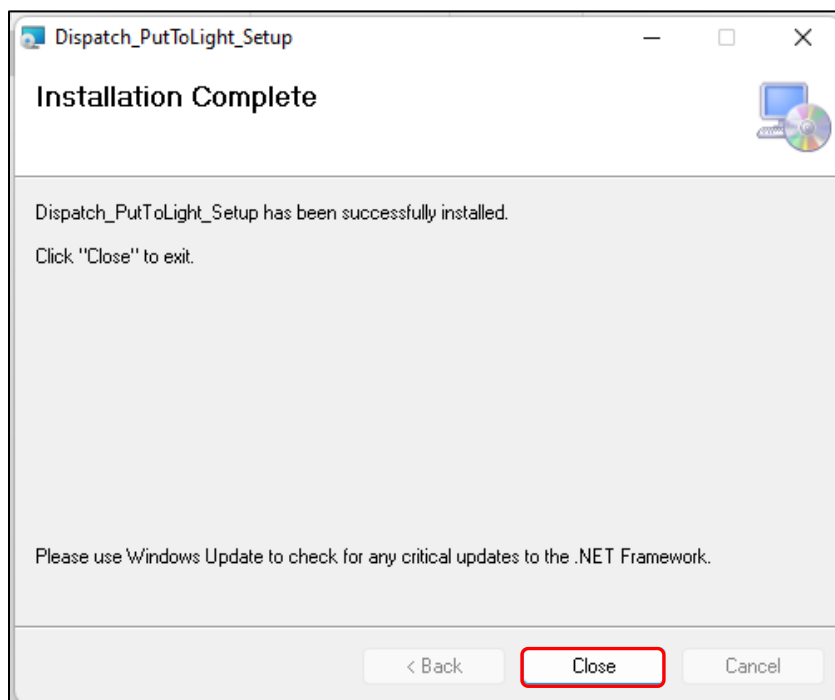 Dispatch_PutToLight_Setup
Installation Complete
Dispatch_PutToLight_Setup has been successfully installed.
Click "Close" to exit.
Please use Windows Update to check for any critical updates to the .NET Framework.
< Back Close Cancel